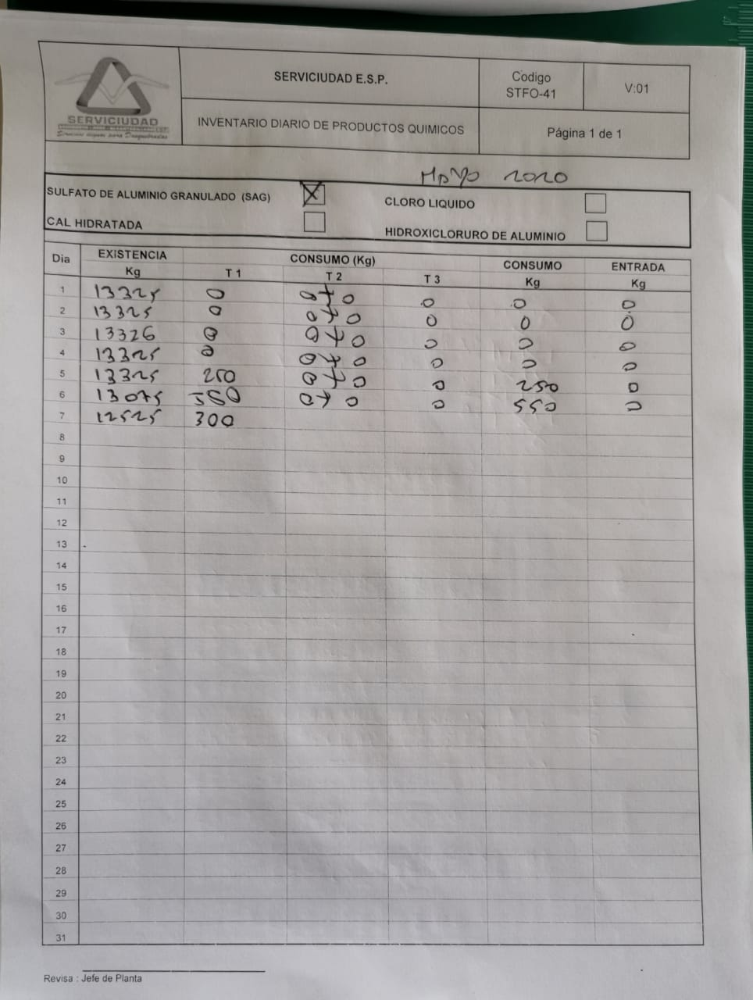 SERVICIUDAD
SERVICIUDAD E.S.P.
Codigo
STFO-41
V:01
INVENTARIO DIARIO DE PRODUCTOS QUIMICOS
Página 1 de 1
Mayo 2020
SULFATO DE ALUMINIO GRANULADO (SAG) X
CLORO LIQUIDO
CAL HIDRATADA
HIDROXICLORURO DE ALUMINIO
Dia EXISTENCIA Kg CONSUMO (Kg) CONSUMO Kg ENTRADA Kg
T 1 T 2 T 3
1 13325 0 0+0 0 0 0
2 13325 0 0+0 0 0 0
3 13326 0 0+0 0 0 0
4 13325 0 0+0 0 0 0
5 13325 250 0+0 0 250 0
6 13075 550 0+0 0 550 0
7 12525 300
8
9
10
11
12
13
14
15
16
17
18
19
20
21
22
23
24
25
26
27
28
29
30
31
Revisa : Jefe de Planta